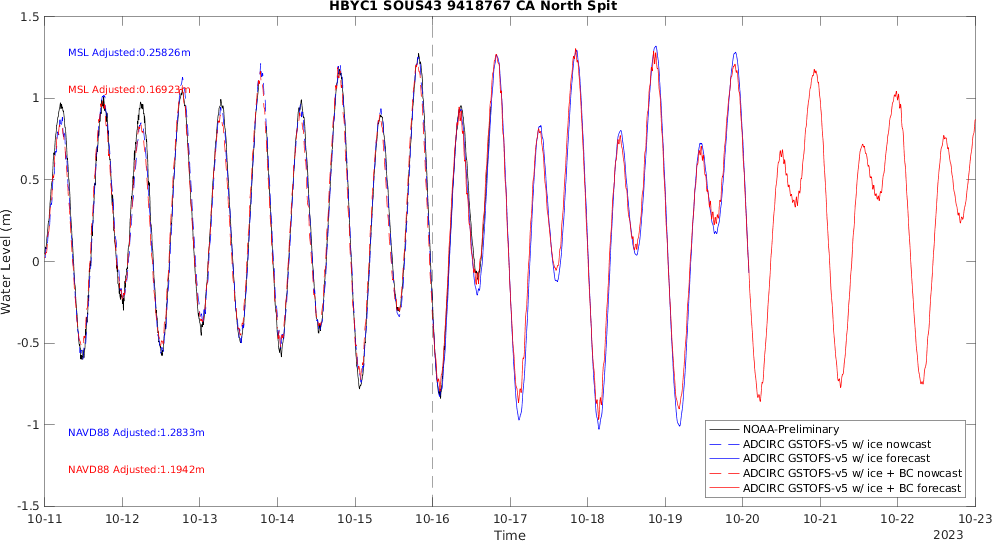 HBYC1 SOUS43 9418767 CA North Spit
1.5
1
0.5
0
-0.5
-1
-1.5
Water Level (m)
MSL Adjusted:0.25826m
MSL Adjusted:0.16923m
NAVD88 Adjusted:1.2833m
NAVD88 Adjusted:1.1942m
NOAA-Preliminary
ADCIRC GSTOFS-v5 w/ ice nowcast
ADCIRC GSTOFS-v5 w/ ice forecast
ADCIRC GSTOFS-v5 w/ ice + BC nowcast
ADCIRC GSTOFS-v5 w/ ice + BC forecast
10-11 10-12 10-13 10-14 10-15 10-16 10-17 10-18 10-19 10-20 10-21 10-22 10-23
Time
2023